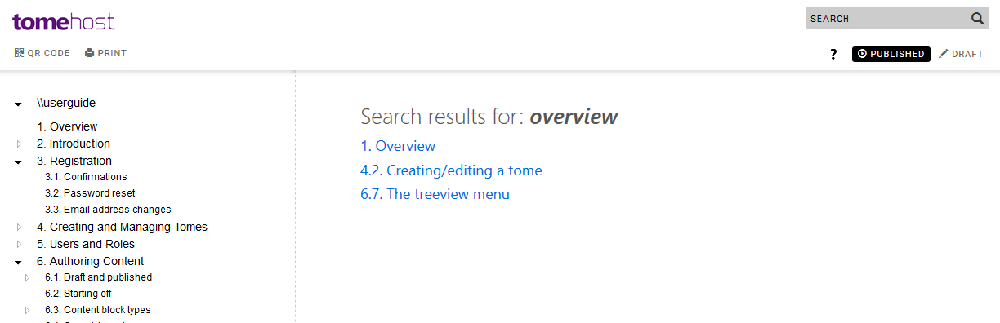 tomehost
SEARCH
QR CODE PRINT
? PUBLISHED DRAFT
\\userguide
1. Overview
2. Introduction
3. Registration
3.1. Confirmations
3.2. Password reset
3.3. Email address changes
4. Creating and Managing Tomes
5. Users and Roles
6. Authoring Content
6.1. Draft and published
6.2. Starting off
6.3. Content block types
Search results for: overview
1. Overview
4.2. Creating/editing a tome
6.7. The treeview menu